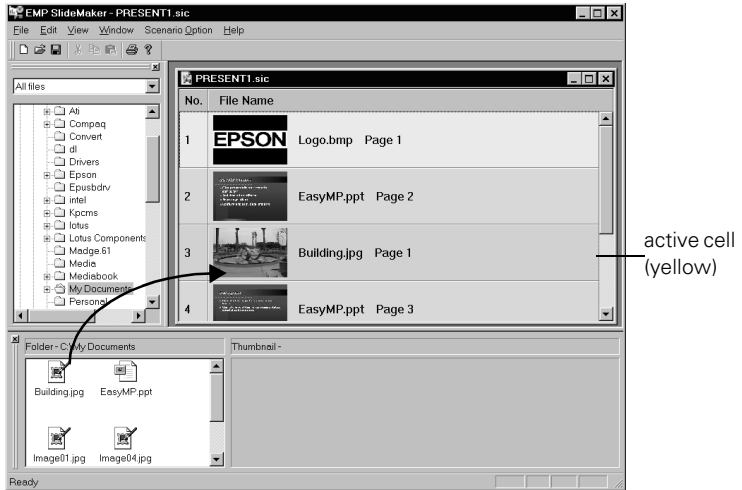 EMP SlideMaker - PRESENT1.sic
File Edit View Window Scenario Option Help
All files
Ati
Compaq
Convert
dl
Drivers
Epson
Epusbdrv
intel
Kpcms
lotus
Lotus Components
Madge.61
Media
Mediabook
My Documents
Personal
PRESENT1.sic
No. File Name
1 EPSON Logo.bmp Page 1
2 EasyMP.ppt Page 2
3 Building.jpg Page 1
4 EasyMP.ppt Page 3
active cell
(yellow)
Folder - C:\My Documents
Thumbnail -
Building.jpg EasyMP.ppt
Image01.jpg Image04.jpg
Ready